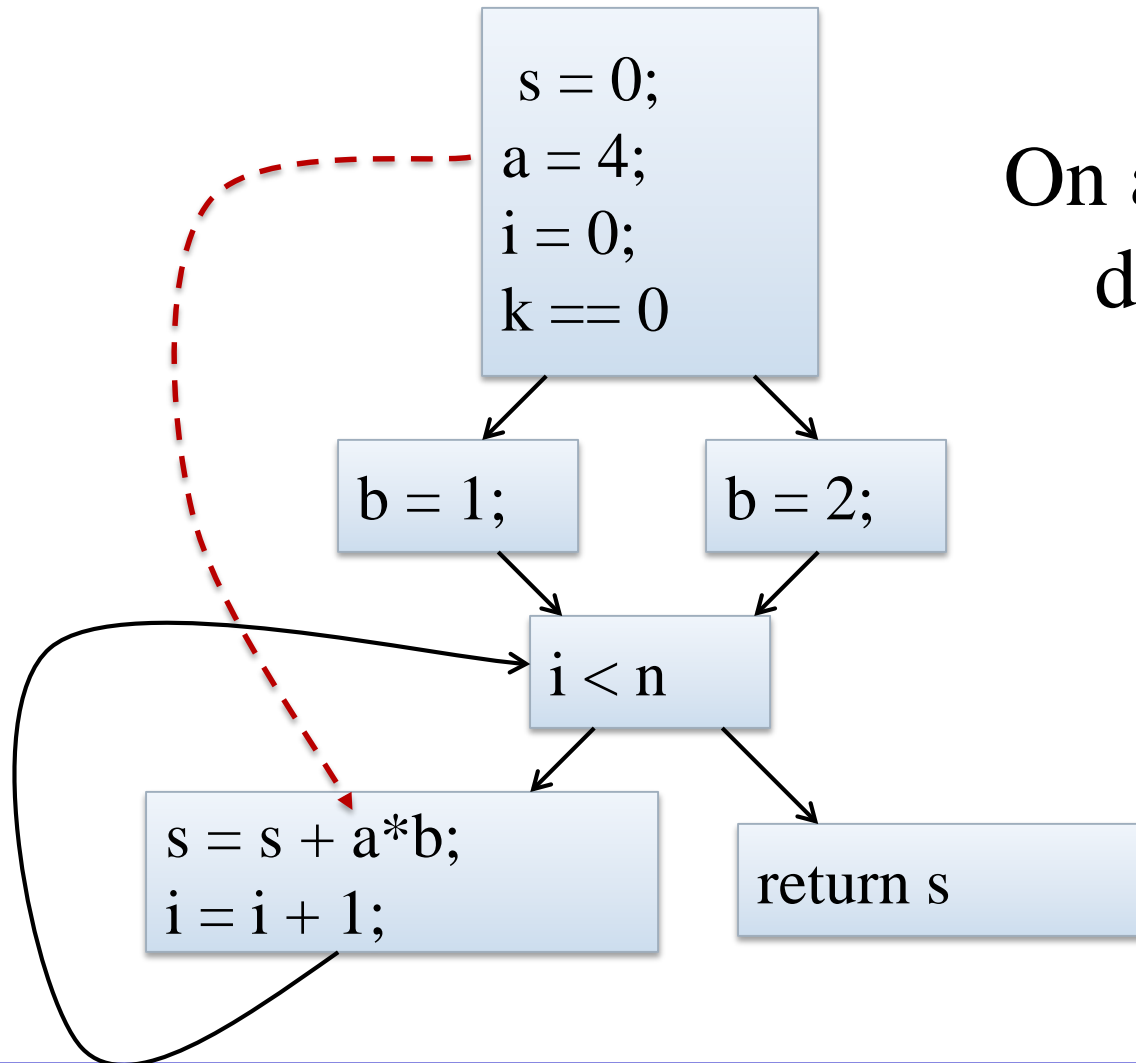 s = 0;
a = 4;
i = 0;
k == 0
On
b = 1;
b = 2;
i < n
s = s + a*b;
i = i + 1;
return s